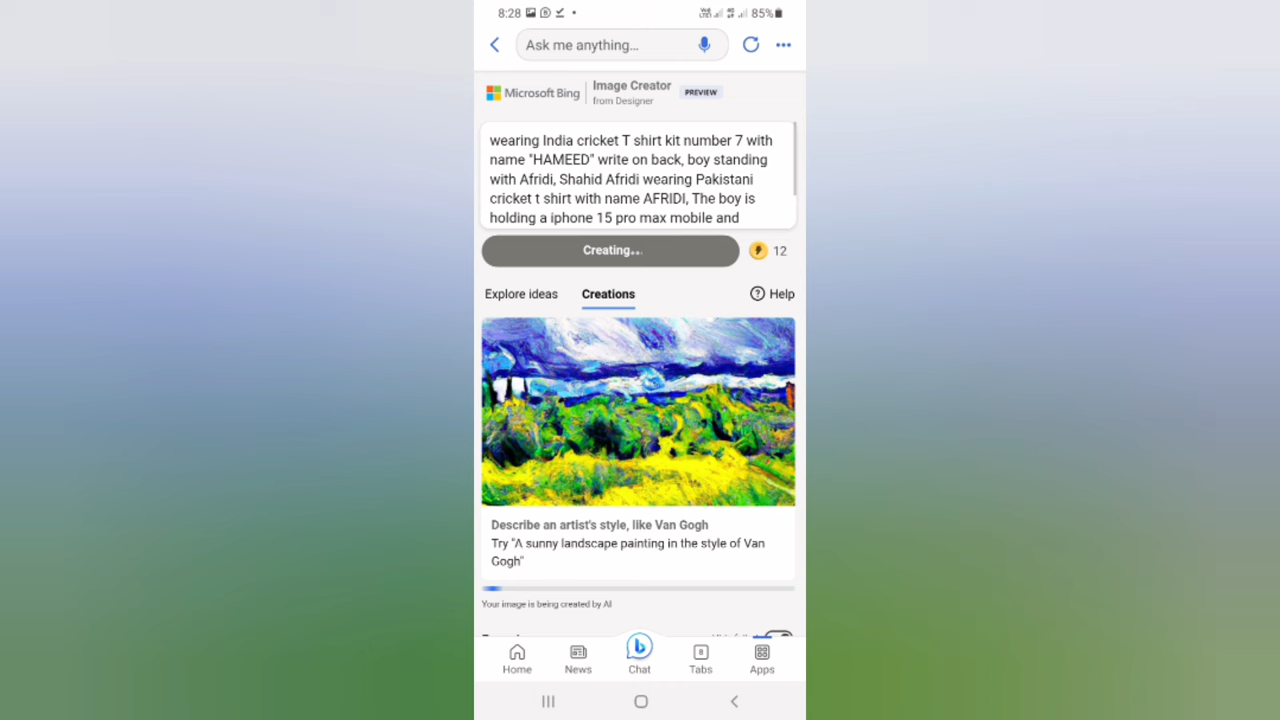 8:28
85%
Ask me anything...
Microsoft Bing
Image Creator
from Designer
PREVIEW
wearing India cricket T shirt kit number 7 with
name "HAMEED" write on back, boy standing
with Afridi, Shahid Afridi wearing Pakistani
cricket t shirt with name AFRIDI, The boy is
holding a iphone 15 pro max mobile and
Creating...
12
Explore ideas
Creations
Help
Describe an artist's style, like Van Gogh
Try "A sunny landscape painting in the style of Van
Gogh"
Your image is being created by AI
8
Home
News
Chat
Tabs
Apps